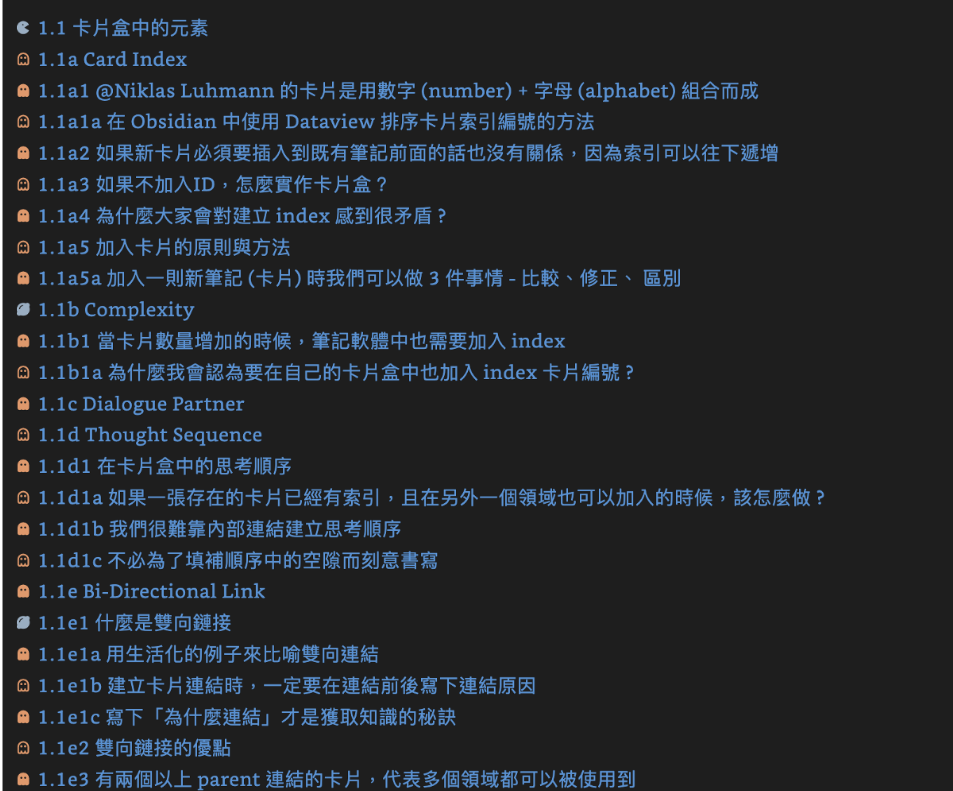 1.1 卡片盒中的元素
1.1a Card Index
1.1a1 @Niklas Luhmann 的卡片是用數字 (number) + 字母 (alphabet) 組合而成
1.1a1a 在 Obsidian 中使用 Dataview 排序卡片索引編號的方法
1.1a2 如果新卡片必須要插入到既有筆記前面的話也沒有關係，因為索引可以往下遞增
1.1a3 如果不加入ID，怎麼實作卡片盒？
1.1a4 為什麼大家會對建立 index 感到很矛盾？
1.1a5 加入卡片的原則與方法
1.1a5a 加入一則新筆記 (卡片) 時我們可以做 3 件事情 - 比較、修正、 區別
1.1b Complexity
1.1b1 當卡片數量增加的時候，筆記軟體中也需要加入 index
1.1b1a 為什麼我會認為要在自己的卡片盒中也加入 index 卡片編號？
1.1c Dialogue Partner
1.1d Thought Sequence
1.1d1 在卡片盒中的思考順序
1.1d1a 如果一張存在的卡片已經有索引，且在另外一個領域也可以加入的時候，該怎麼做？
1.1d1b 我們很難靠內部連結建立思考順序
1.1d1c 不必為了填補順序中的空隙而刻意書寫
1.1e Bi-Directional Link
1.1e1 什麼是雙向鏈接
1.1e1a 用生活化的例子來比喻雙向連結
1.1e1b 建立卡片連結時，一定要在連結前後寫下連結原因
1.1e1c 寫下「為什麼連結」才是獲取知識的秘訣
1.1e2 雙向鏈接的優點
1.1e3 有兩個以上 parent 連結的卡片，代表多個領域都可以被使用到